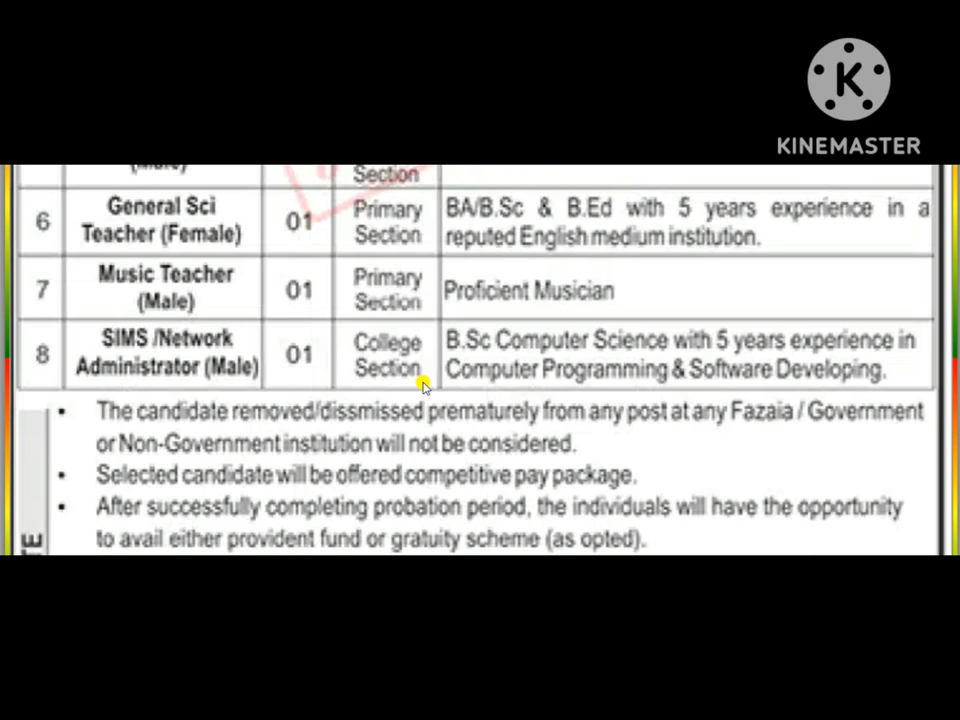 KINEMASTER
(Male)
Section
6 General Sci Teacher (Female) 01 Primary Section BA/B.Sc & B.Ed with 5 years experience in a reputed English medium institution.
7 Music Teacher (Male) 01 Primary Section Proficient Musician
8 SIMS /Network Administrator (Male) 01 College Section B.Sc Computer Science with 5 years experience in Computer Programming & Software Developing.
• The candidate removed/dissmissed prematurely from any post at any Fazaia / Government
or Non-Government institution will not be considered.
• Selected candidate will be offered competitive pay package.
• After successfully completing probation period, the individuals will have the opportunity
to avail either provident fund or gratuity scheme (as opted).
TE